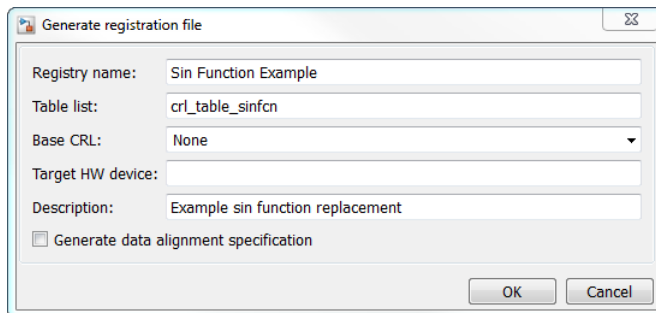 Generate registration file
Registry name: Sin Function Example
Table list: crl_table_sinfcn
Base CRL: None
Target HW device:
Description: Example sin function replacement
Generate data alignment specification
OK Cancel